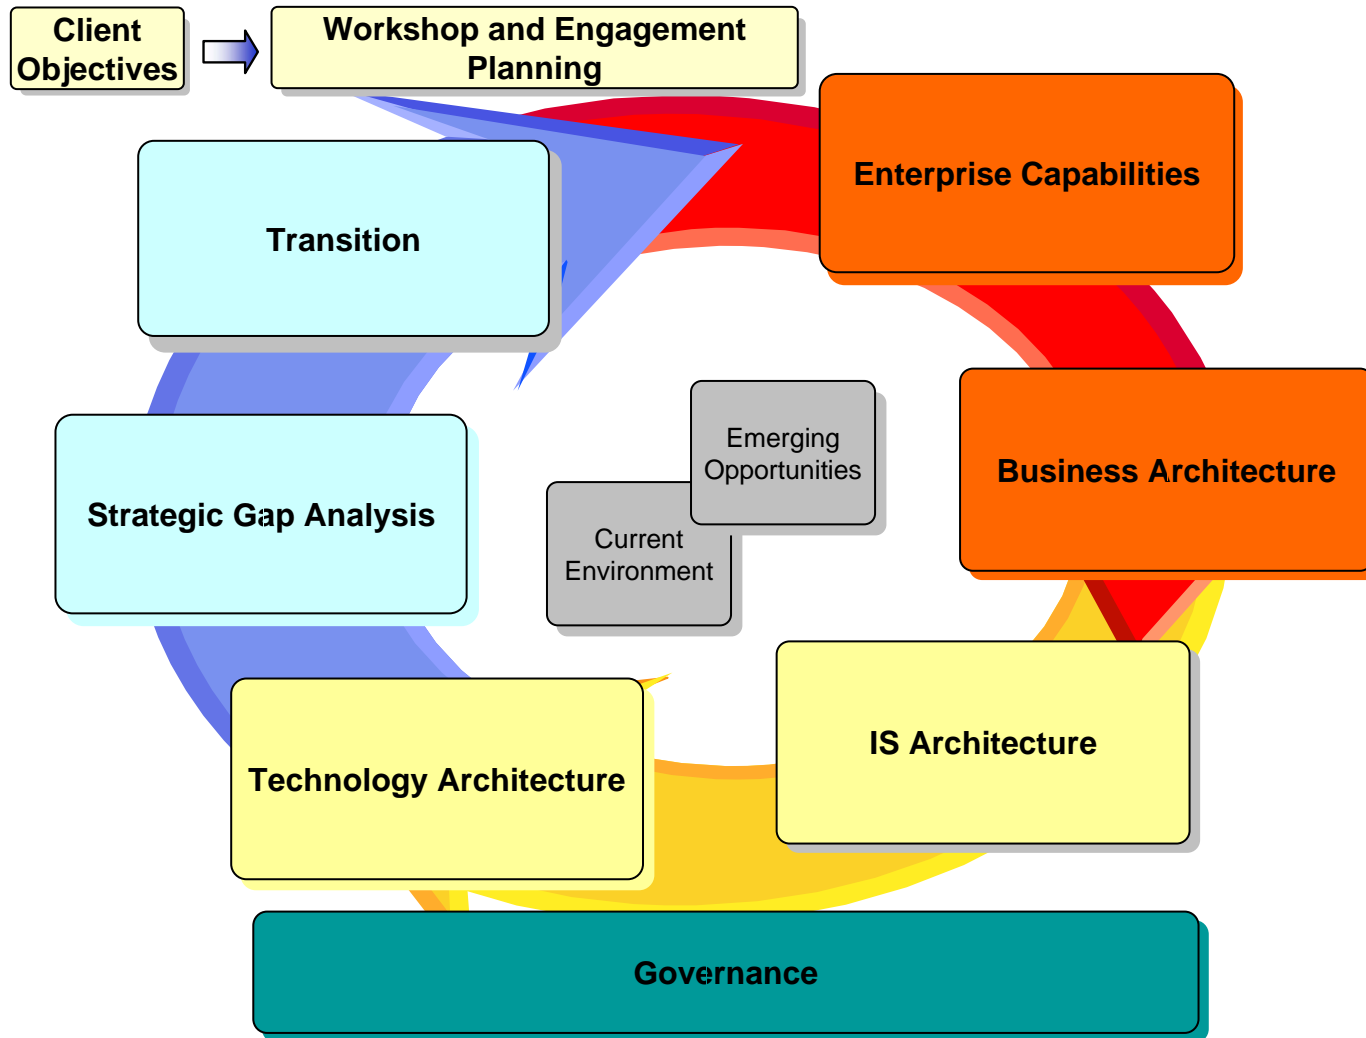 Client
Objectives
Workshop and Engagement
Planning
Enterprise Capabilities
Transition
Emerging
Opportunities
Business Architecture
Strategic Gap Analysis
Current
Environment
IS Architecture
Technology Architecture
Governance